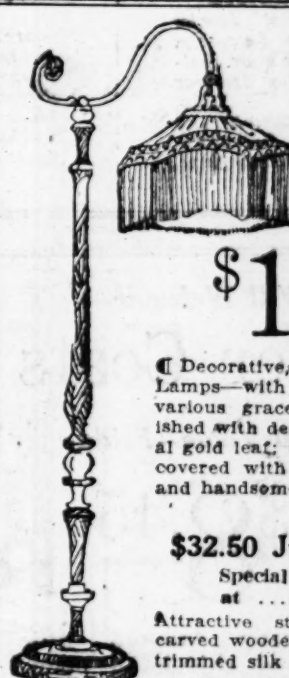 $1
¶ Decorative,
Lamps—with
various grace
ished with de
al gold leaf;
covered with
and handsom
$32.50 J
Special
at ...
Attractive st
carved woode
trimmed silk